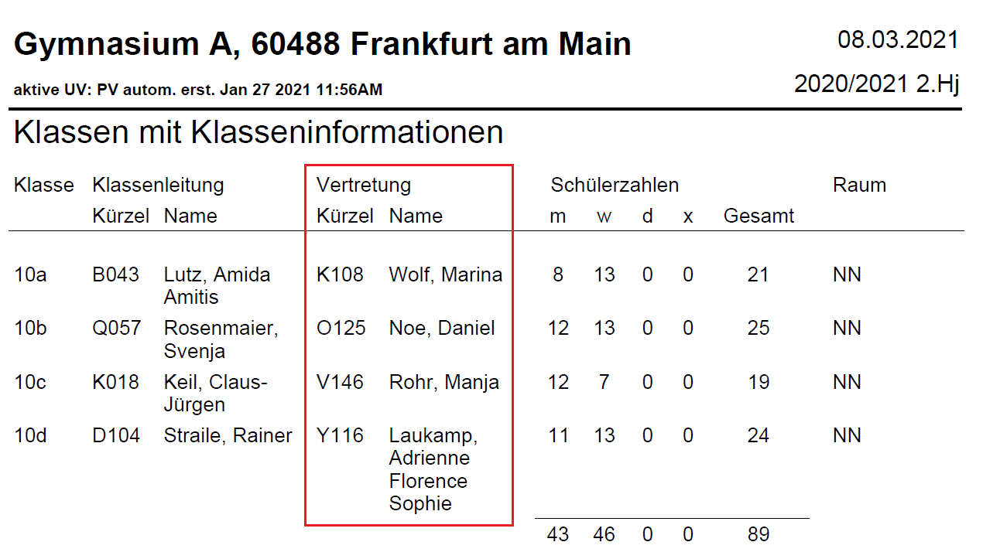 Gymnasium A, 60488 Frankfurt am Main 08.03.2021
aktive UV: PV autom. erst. Jan 27 2021 11:56AM 2020/2021 2.Hj
Klassen mit Klasseninformationen
Klasse Klassenleitung Vertretung Schülerzahlen Raum
Kürzel Name Kürzel Name m w d x Gesamt
10a B043 Lutz, Amida K108 Wolf, Marina 8 13 0 0 21 NN
Amitis
10b Q057 Rosenmaier, O125 Noe, Daniel 12 13 0 0 25 NN
Svenja
10c K018 Keil, Claus- V146 Rohr, Manja 12 7 0 0 19 NN
Jürgen
10d D104 Straile, Rainer Y116 Laukamp, 11 13 0 0 24 NN
Adrienne
Florence
Sophie
43 46 0 0 89